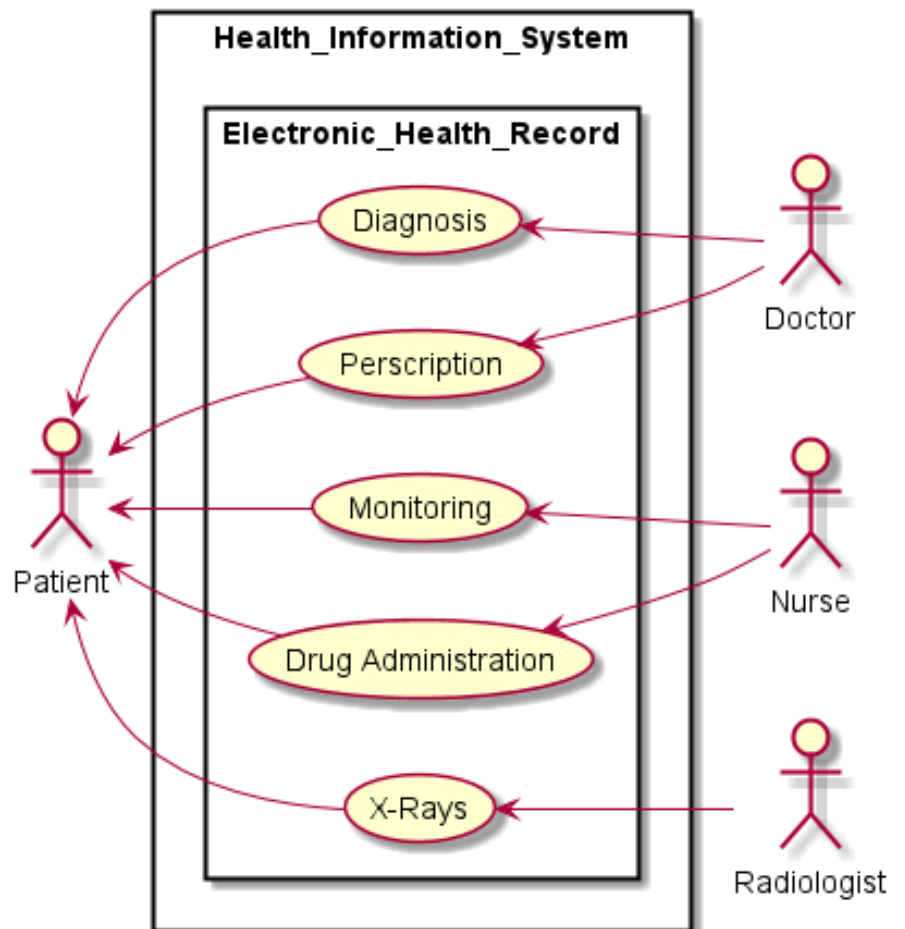 Health_Information_System
Electronic_Health_Record
Diagnosis
Doctor
Perscription
Monitoring
Patient
Nurse
Drug Administration
X-Rays
Radiologist